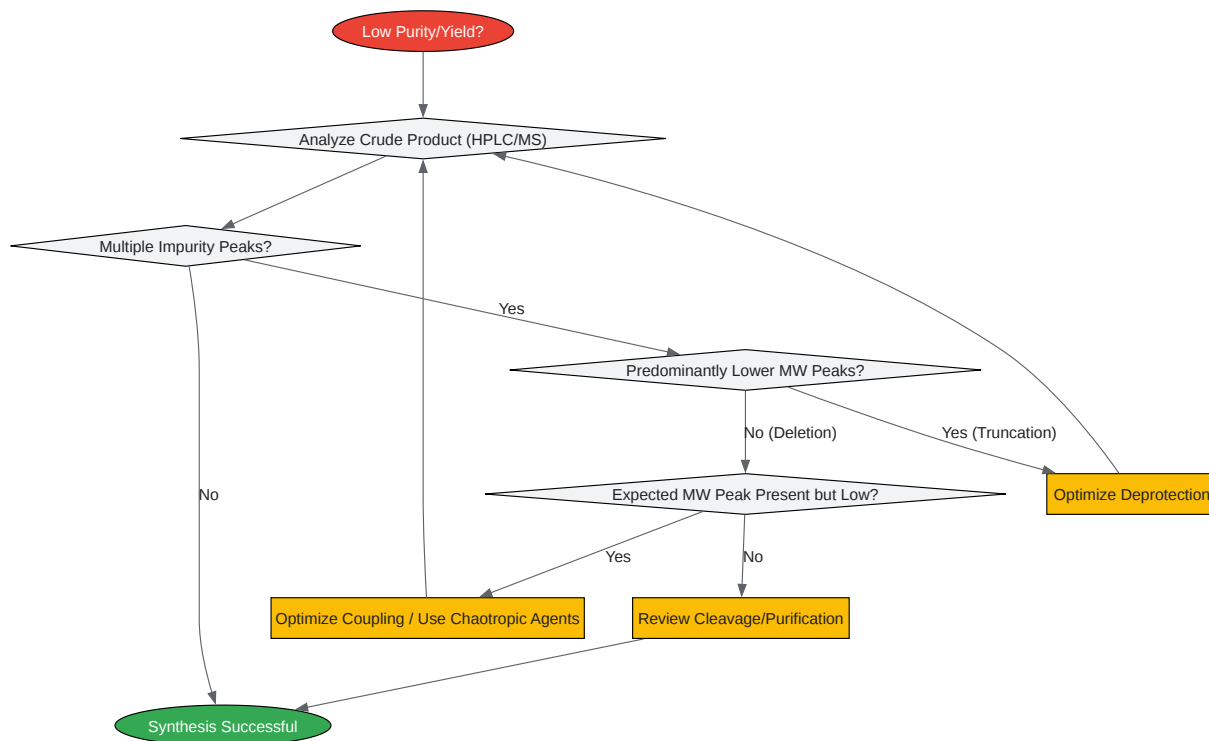 Low Purity/Yield?
Analyze Crude Product (HPLC/MS)
Multiple Impurity Peaks?
Yes
Predominantly Lower MW Peaks?
No (Deletion)
Yes (Truncation)
No
Expected MW Peak Present but Low?
Optimize Deprotection
Yes
No
Optimize Coupling / Use Chaotropic Agents
Review Cleavage/Purification
Synthesis Successful